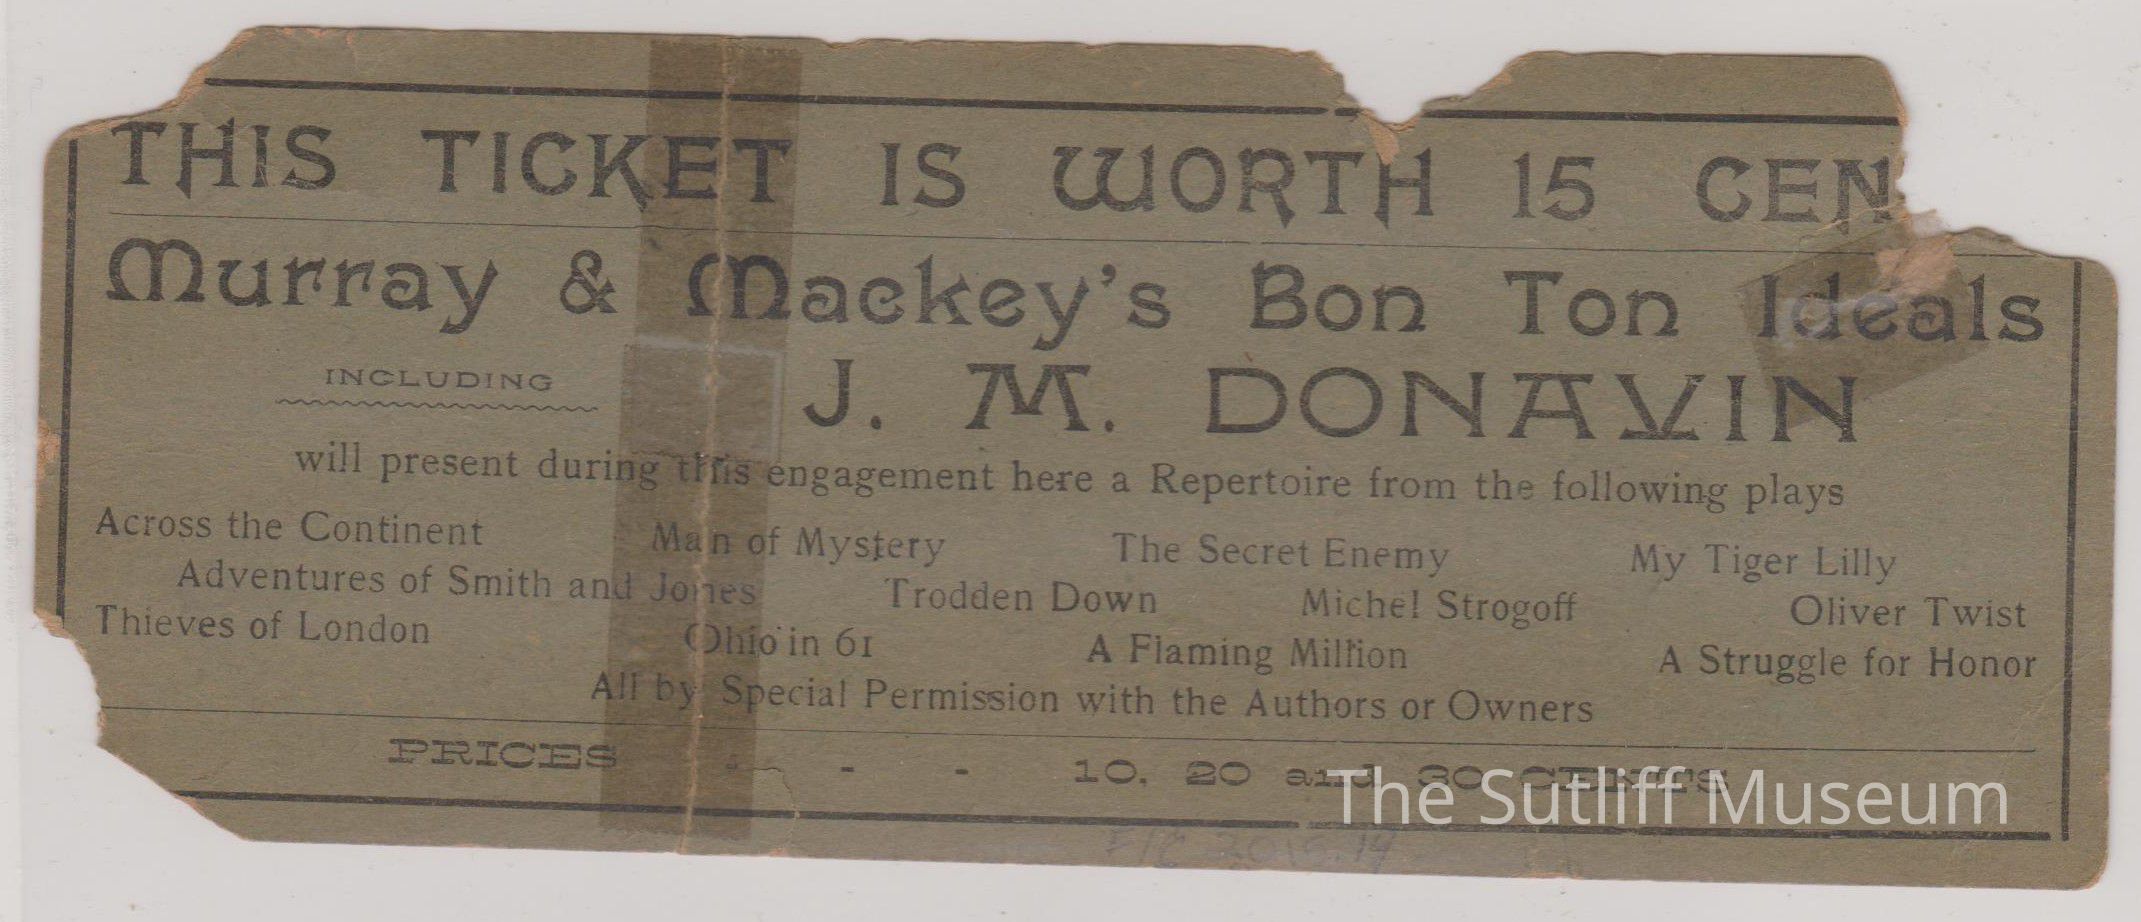 THIS TICKET IS WORTH 15 CEN
Murray & Mackey's Bon Ton Ideals
INCLUDING J. M. DONAVIN
will present during this engagement here a Repertoire from the following plays
Across the Continent Man of Mystery The Secret Enemy My Tiger Lilly
Adventures of Smith and Jones Trodden Down Michel Strogoff Oliver Twist
Thieves of London Ohio in 61 A Flaming Million A Struggle for Honor
All by Special Permission with the Authors or Owners
PRICES - - - 10, 20 and 30 CENTS
The Sutliff Museum